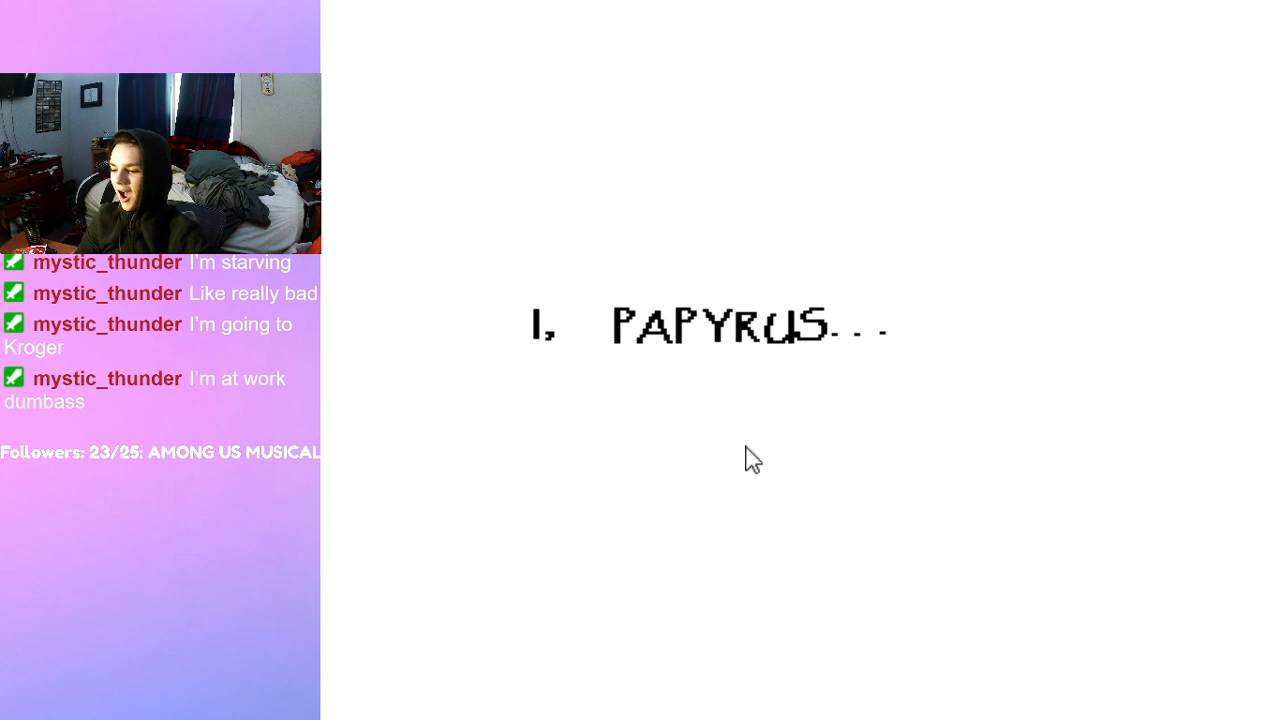 mystic_thunder I'm starving
mystic_thunder Like really bad
mystic_thunder I'm going to
Kroger
mystic_thunder I'm at work
dumbass
Followers: 23/25: AMONG US MUSICAL
I, PAPYRUS...